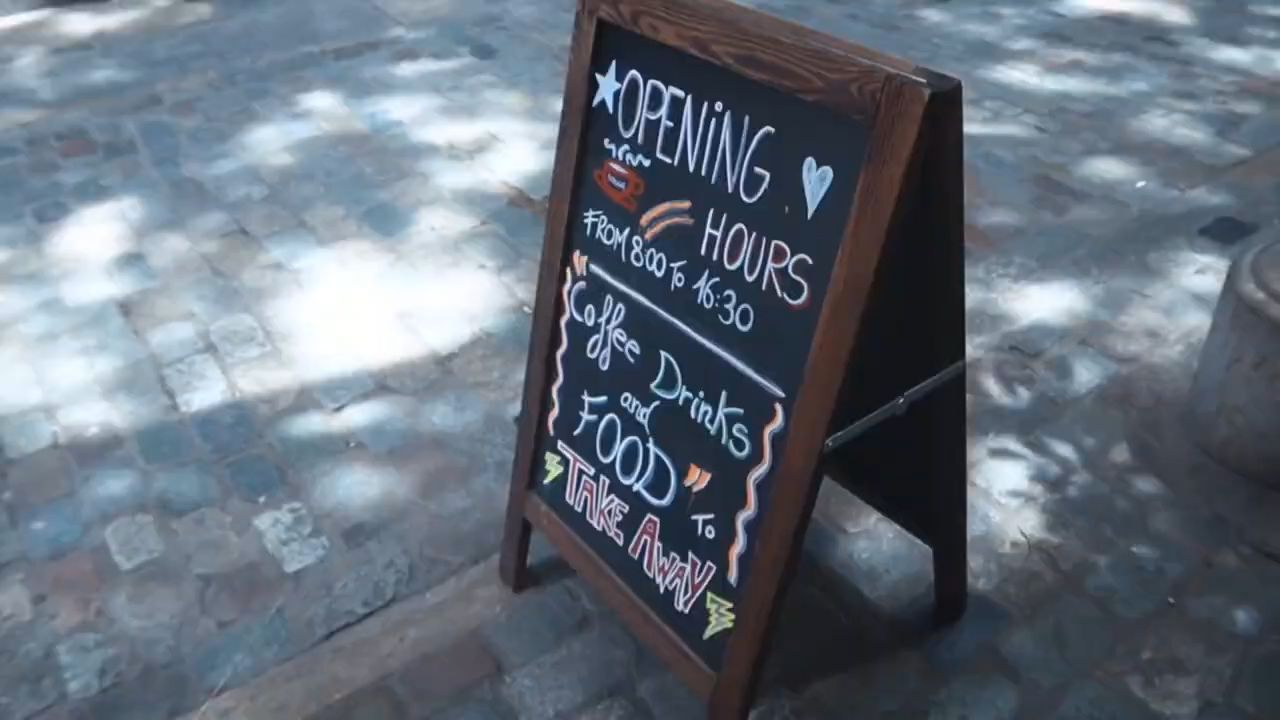 OPENiNG
HOURS
FROM 8:00 To 16:30
"Coffee Drinks
and
FOOD" To
TAKE AWAY